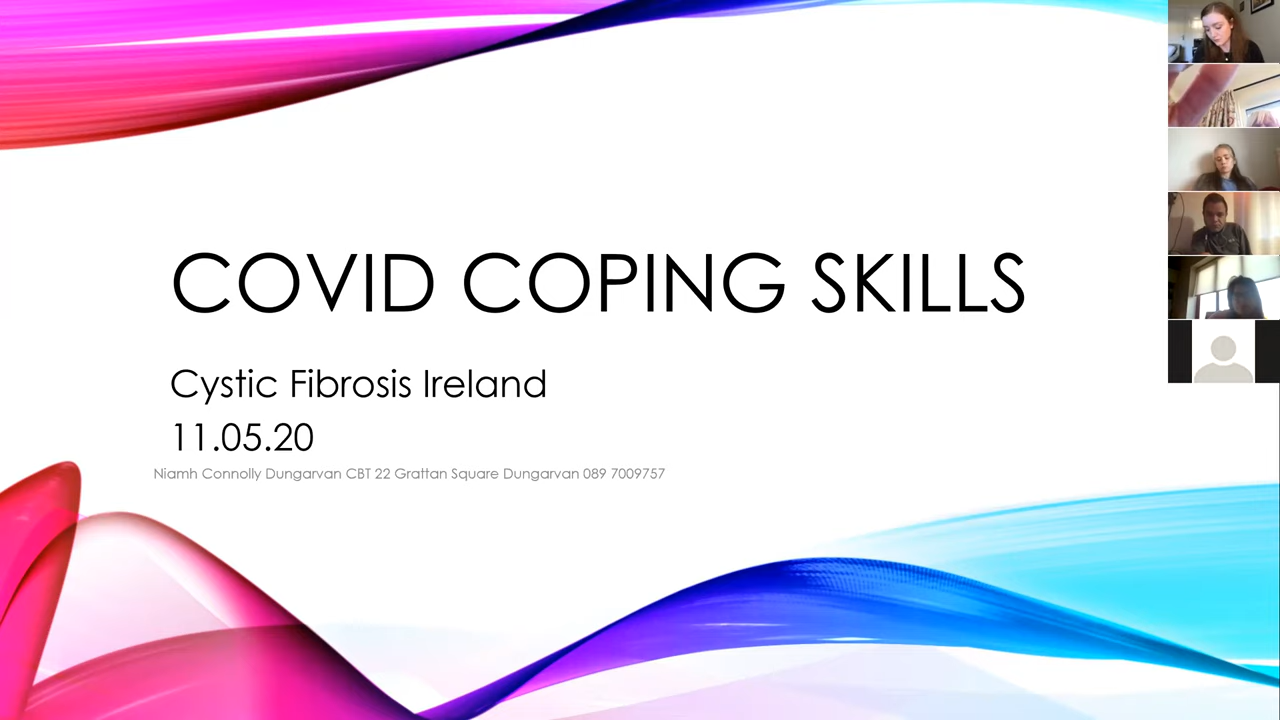 COVID COPING SKILLS
Cystic Fibrosis Ireland
11.05.20
Niamh Connolly Dungarvan CBT 22 Grattan Square Dungarvan 089 7009757